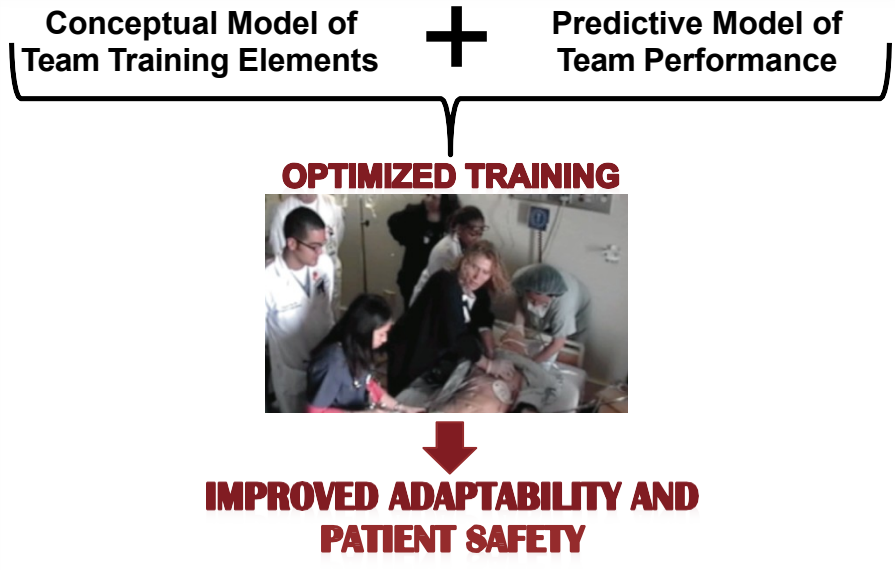 Conceptual Model of
Team Training Elements
+
Predictive Model of
Team Performance
OPTIMIZED TRAINING
IMPROVED ADAPTABILITY AND
PATIENT SAFETY